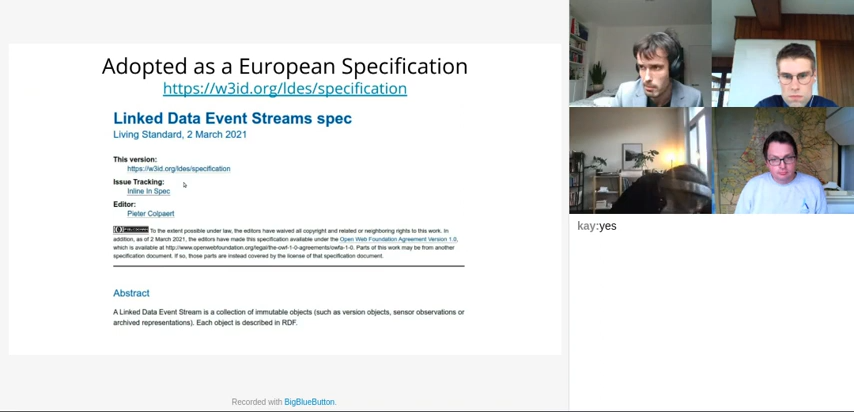 Adopted as a European Specification
https://w3id.org/ldes/specification
Linked Data Event Streams spec
Living Standard, 2 March 2021
This version:
https://w3id.org/ldes/specification
Issue Tracking:
Inline In Spec
Editor:
Pieter Colpaert
To the extent possible under law, the editors have waived all copyright and related or neighboring rights to this work. In
addition, as of 2 March 2021, the editors have made this specification available under the Open Web Foundation Agreement Version 1.0,
which is available at http://www.openwebfoundation.org/legal/the-owf-1-0-agreements/owfa-1-0. Parts of this work may be from another
specification document. If so, those parts are instead covered by the license of that specification document.
Abstract
A Linked Data Event Stream is a collection of immutable objects (such as version objects, sensor observations or
archived representations). Each object is described in RDF.
Recorded with BigBlueButton.
kay:yes